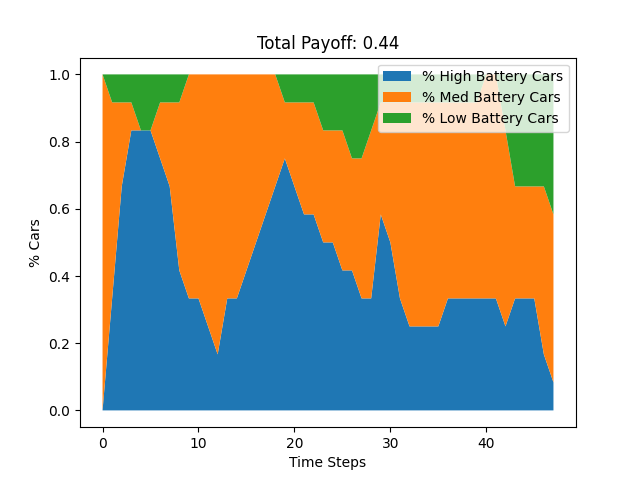 Total Payoff: 0.44
1.0
0.8
0.6
0.4
0.2
0.0
% Cars
% High Battery Cars
% Med Battery Cars
% Low Battery Cars
0 10 20 30 40
Time Steps